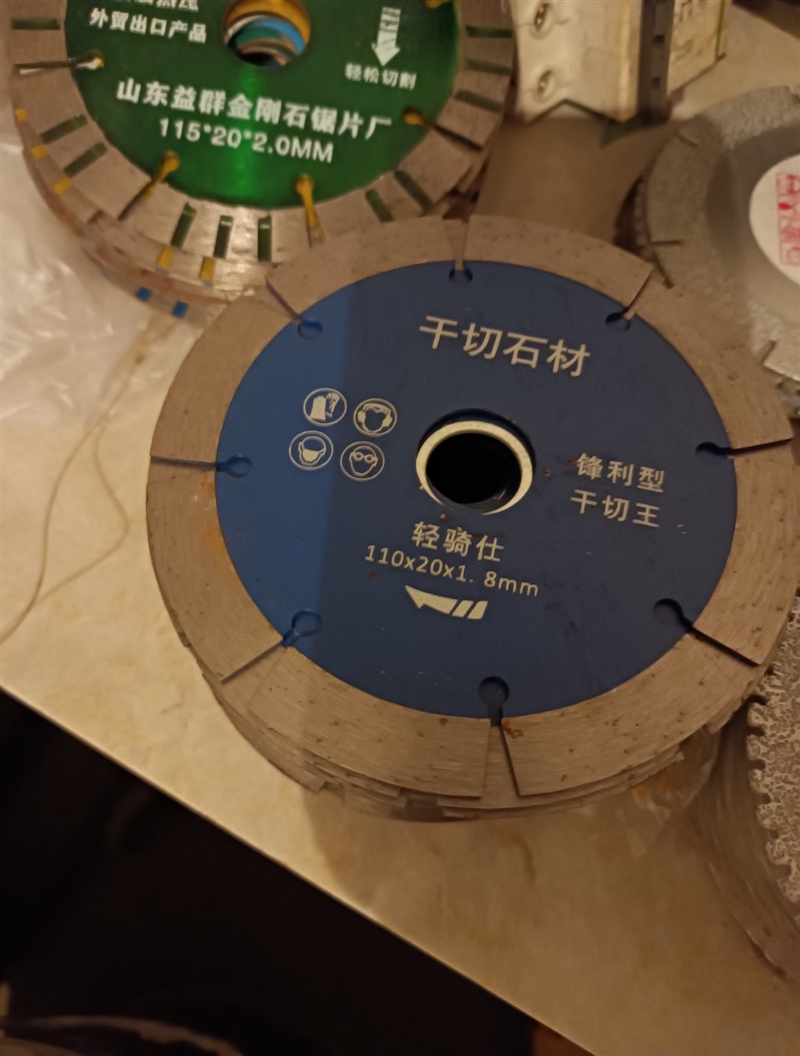 外贸出口产品
轻松切割
山东益群金刚石锯片厂
115*20*2.0MM
干切石材
锋利型
干切王
轻骑仕
110x20x1.8mm